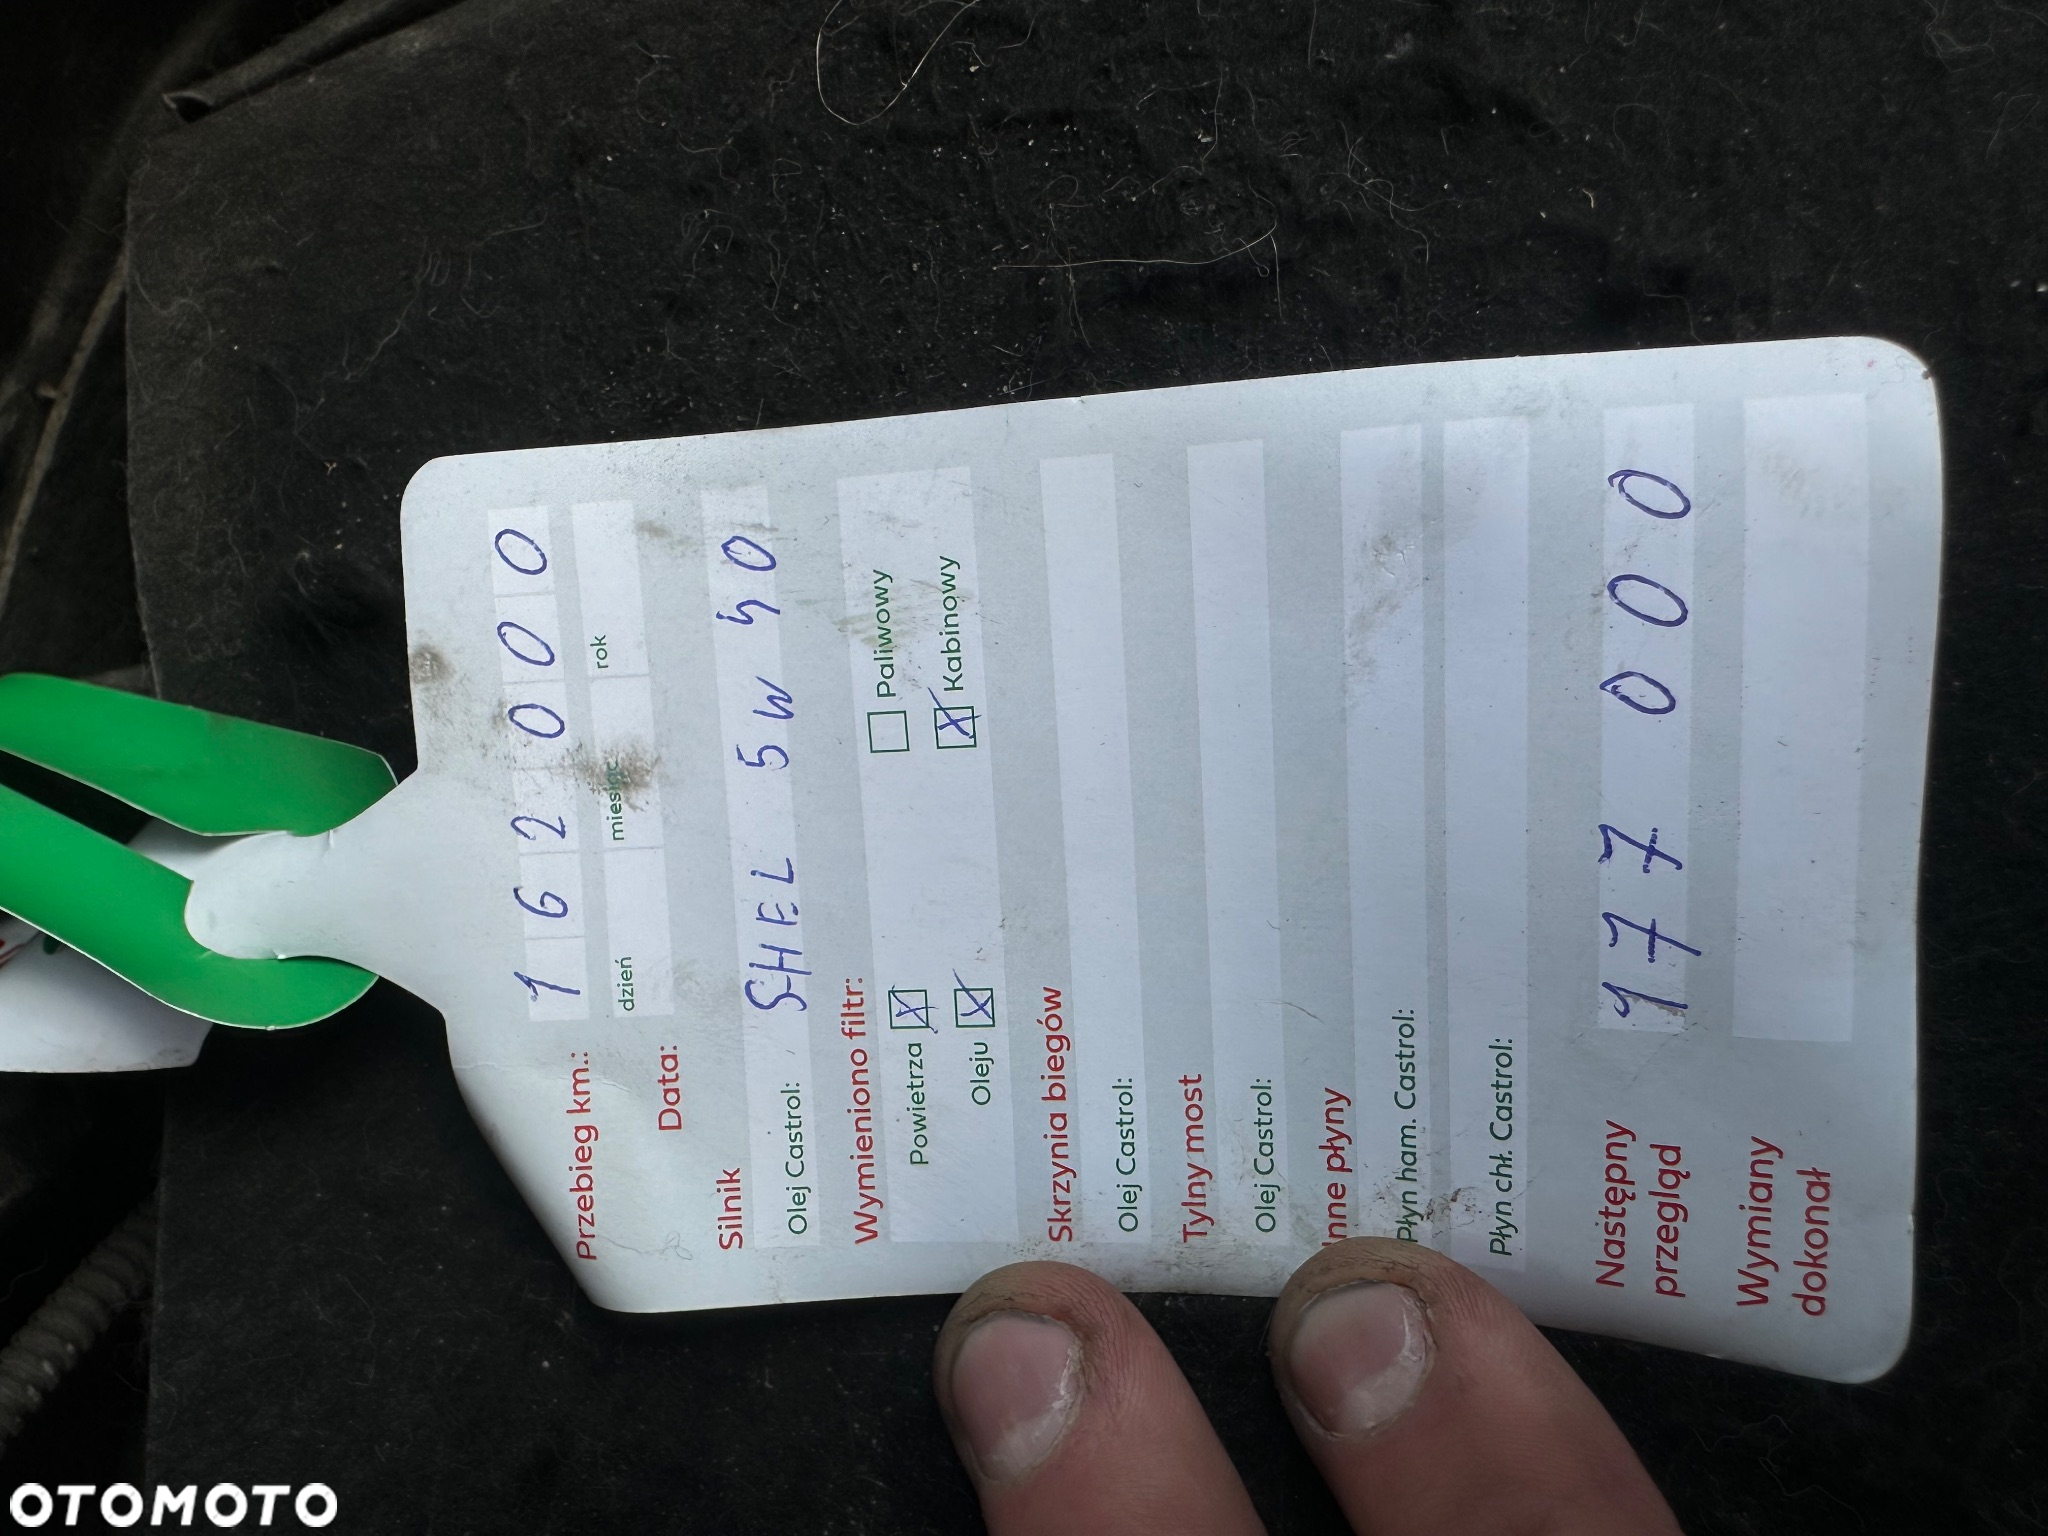 Przebieg km.: 1 6 2 0 0 0
dzień miesiąc rok
Data:
Silnik
Olej Castrol: SHEL 5W 40
Wymieniono filtr:
Powietrza X Paliwowy
Oleju X X Kabinowy
Skrzynia biegów
Olej Castrol:
Tylny most
Olej Castrol:
Inne płyny
Płyn ham. Castrol:
Płyn chł. Castrol:
Następny
przegląd 177 000
Wymiany
dokonał
OTOMOTO